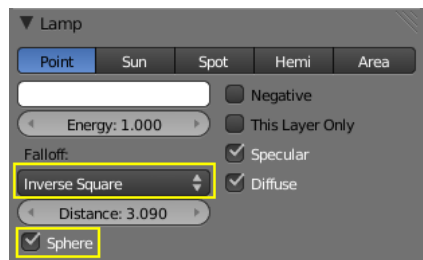 Lamp
Point Sun Spot Hemi Area
Negative
Energy: 1.000 This Layer Only
Falloff: Specular
Inverse Square Diffuse
Distance: 3.090
Sphere